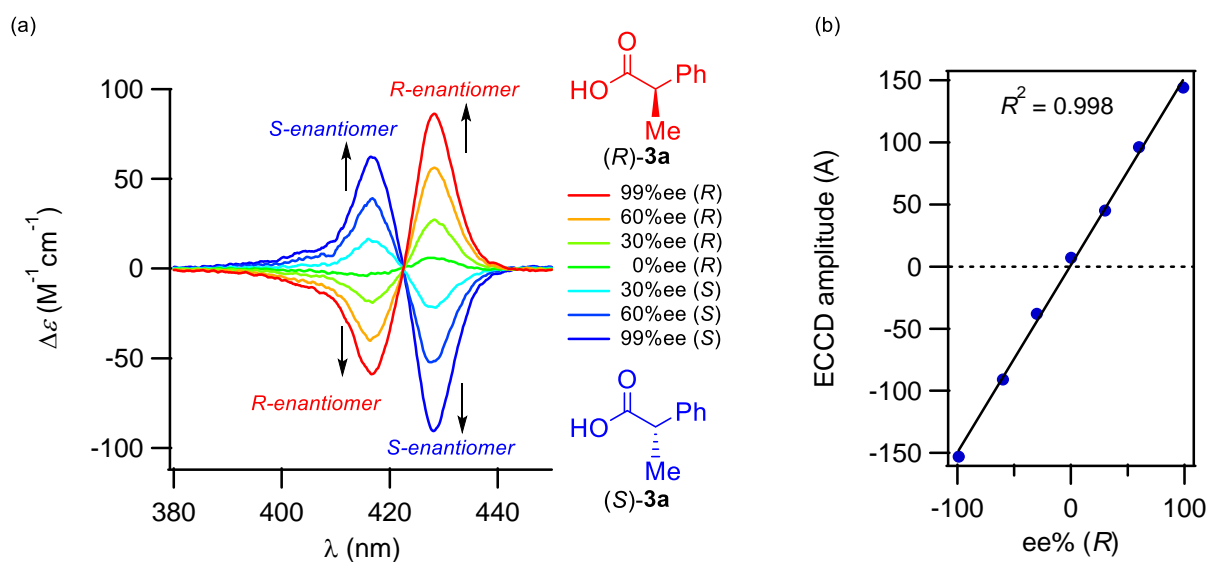 (a)
100
50
0
-50
-100
Δε (M⁻¹ cm⁻¹)
380
400
420
440
λ (nm)
S-enantiomer
R-enantiomer
R-enantiomer
S-enantiomer
O
HO
Ph
Me
(R)-3a
99%ee (R)
60%ee (R)
30%ee (R)
0%ee (R)
30%ee (S)
60%ee (S)
99%ee (S)
O
HO
Ph
Me
(S)-3a
(b)
150
100
50
0
-50
-100
-150
ECCD amplitude (A)
R² = 0.998
-100
0
100
ee% (R)